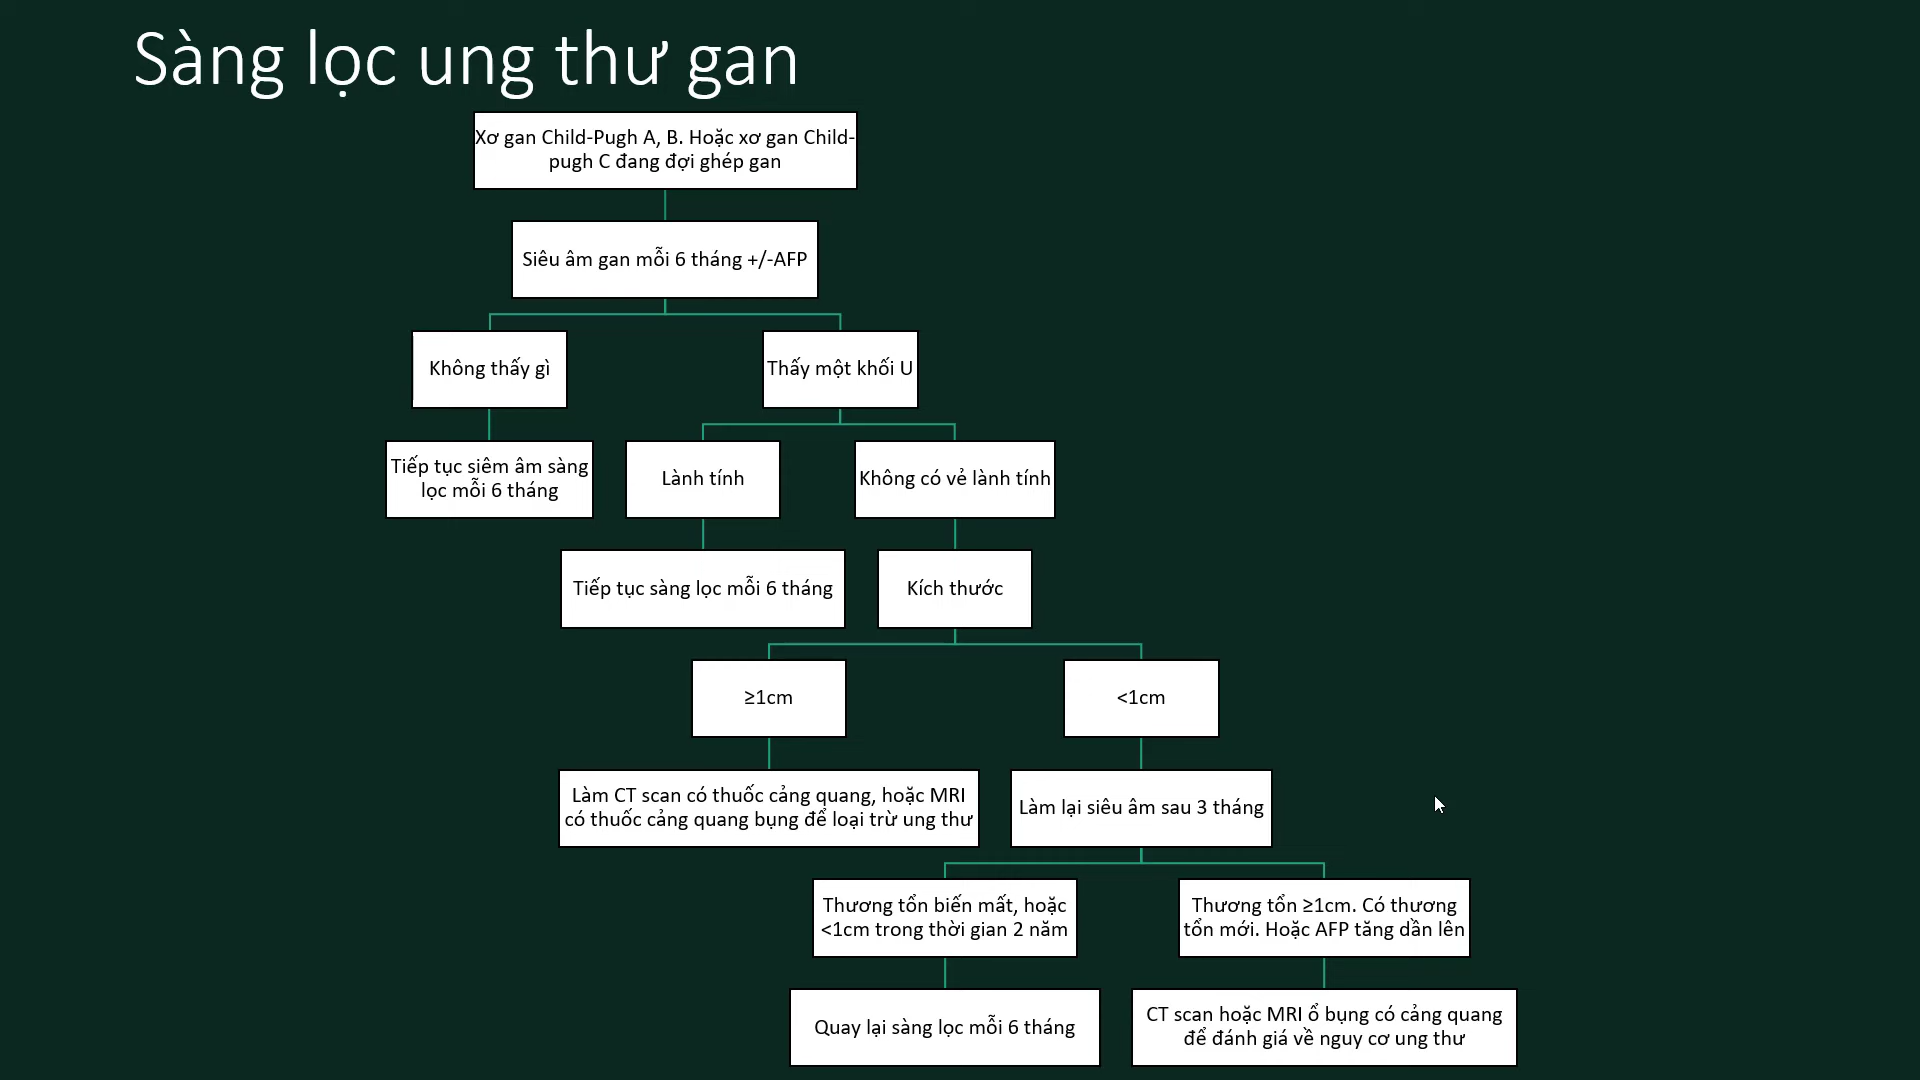 Sàng lọc ung thư gan
Xơ gan Child-Pugh A, B. Hoặc xơ gan Child-
pugh C đang đợi ghép gan
Siêu âm gan mỗi 6 tháng +/-AFP
Không thấy gì
Thấy một khối U
Tiếp tục siêm âm sàng
lọc mỗi 6 tháng
Lành tính
Không có vẻ lành tính
Tiếp tục sàng lọc mỗi 6 tháng
Kích thước
≥1cm
<1cm
Làm CT scan có thuốc cảng quang, hoặc MRI
có thuốc cảng quang bụng để loại trừ ung thư
Làm lại siêu âm sau 3 tháng
Thương tổn biến mất, hoặc
<1cm trong thời gian 2 năm
Thương tổn ≥1cm. Có thương
tổn mới. Hoặc AFP tăng dần lên
Quay lại sàng lọc mỗi 6 tháng
CT scan hoặc MRI ổ bụng có cảng quang
để đánh giá về nguy cơ ung thư